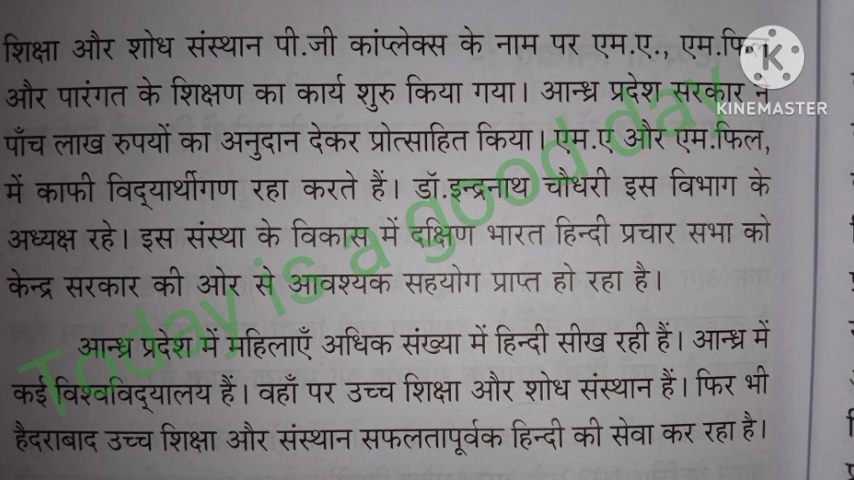 शिक्षा और शोध संस्थान पी.जी कांप्लेक्स के नाम पर एम.ए., एम.फिल.
और पारंगत के शिक्षण का कार्य शुरु किया गया। आन्ध्र प्रदेश सरकार ने
पाँच लाख रुपयों का अनुदान देकर प्रोत्साहित किया। एम.ए और एम.फिल,
में काफी विद्यार्थीगण रहा करते हैं। डॉ.इन्द्रनाथ चौधरी इस विभाग के
अध्यक्ष रहे। इस संस्था के विकास में दक्षिण भारत हिन्दी प्रचार सभा को
केन्द्र सरकार की ओर से आवश्यक सहयोग प्राप्त हो रहा है।
आन्ध्र प्रदेश में महिलाएँ अधिक संख्या में हिन्दी सीख रही हैं। आन्ध्र में
कई विश्वविद्यालय हैं। वहाँ पर उच्च शिक्षा और शोध संस्थान हैं। फिर भी
हैदराबाद उच्च शिक्षा और संस्थान सफलतापूर्वक हिन्दी की सेवा कर रहा है।
Today is a good day
K
KINEMASTER